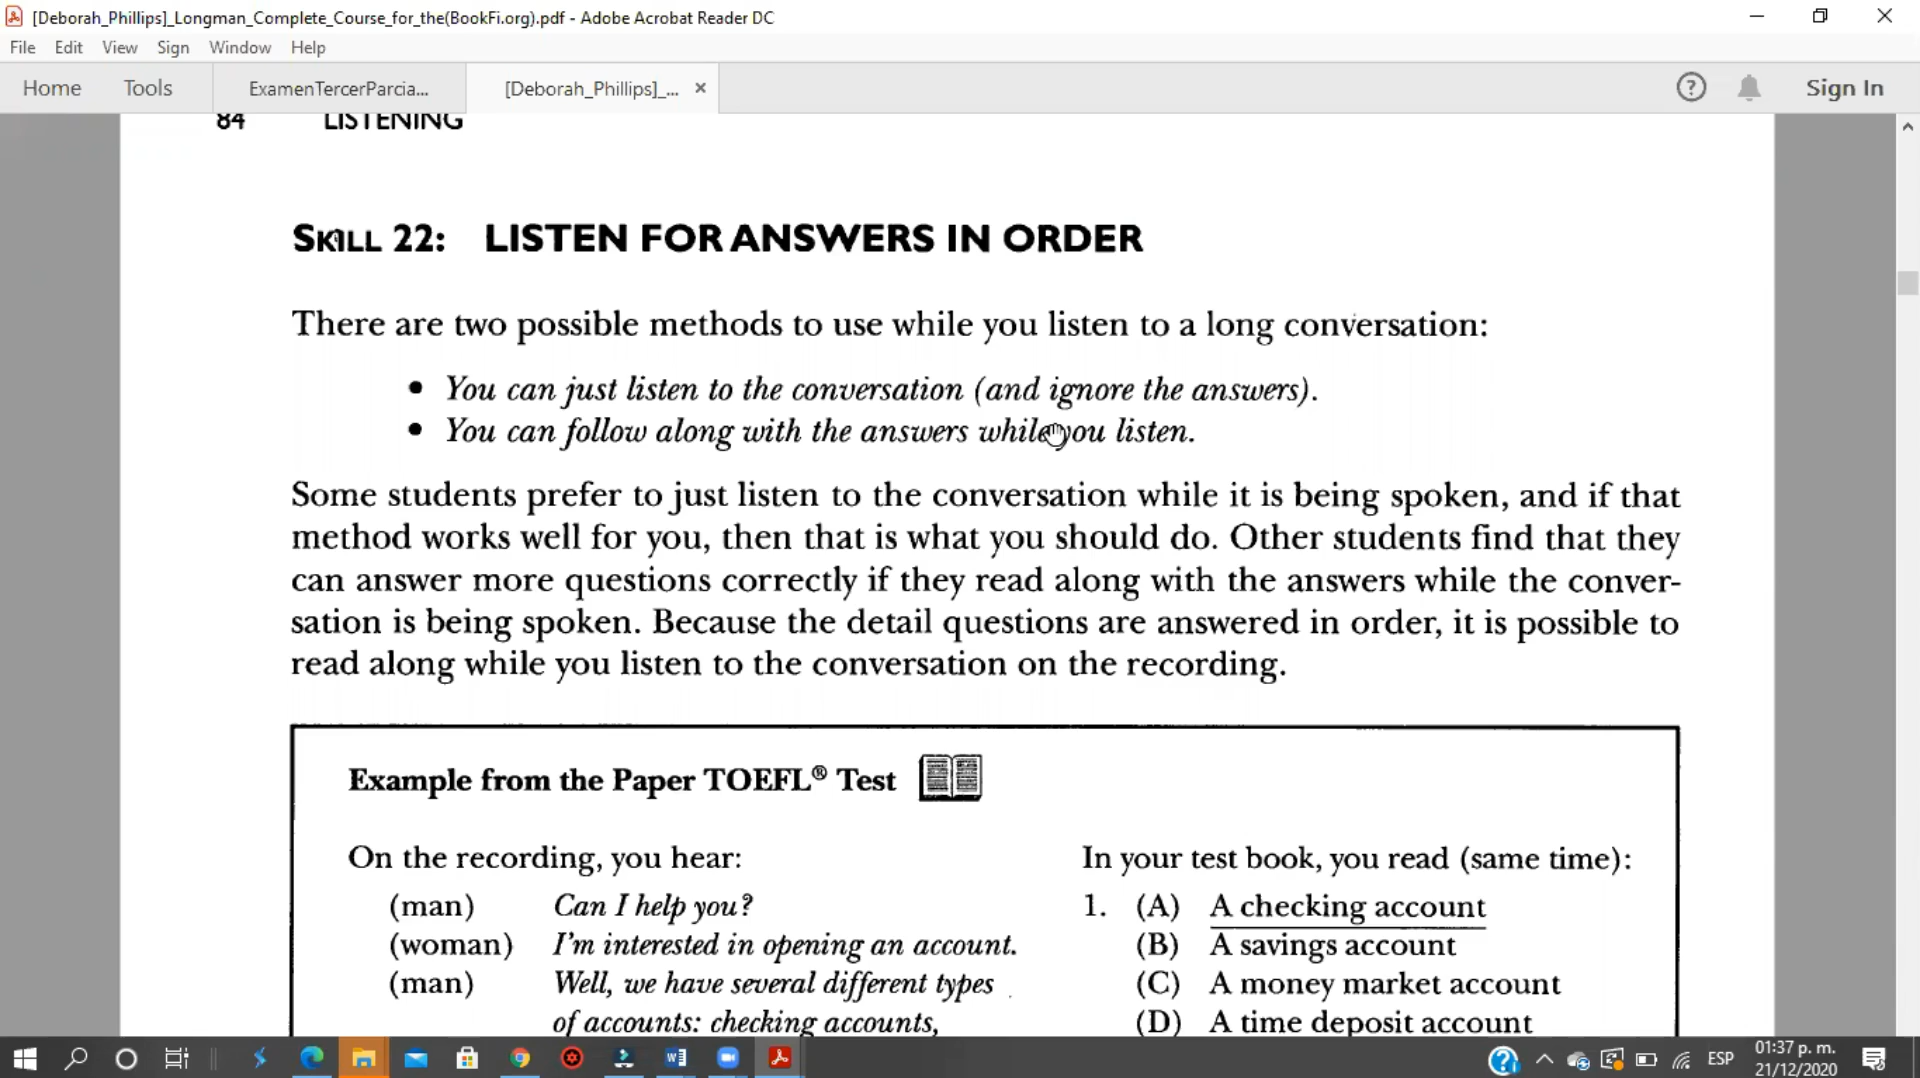 [Deborah_Phillips]_Longman_Complete_Course_for_the(BookFi.org).pdf - Adobe Acrobat Reader DC
File Edit View Sign Window Help
Home Tools ExamenTercerParcia... [Deborah_Phillips]_... × ? Sign In
84 LISTENING
SKILL 22: LISTEN FOR ANSWERS IN ORDER
There are two possible methods to use while you listen to a long conversation:
• You can just listen to the conversation (and ignore the answers).
• You can follow along with the answers while you listen.
Some students prefer to just listen to the conversation while it is being spoken, and if that
method works well for you, then that is what you should do. Other students find that they
can answer more questions correctly if they read along with the answers while the conver-
sation is being spoken. Because the detail questions are answered in order, it is possible to
read along while you listen to the conversation on the recording.
Example from the Paper TOEFL® Test
On the recording, you hear:
(man) Can I help you?
(woman) I'm interested in opening an account.
(man) Well, we have several different types
of accounts: checking accounts,
In your test book, you read (same time):
1. (A) A checking account
(B) A savings account
(C) A money market account
(D) A time deposit account
ESP
01:37 p. m.
21/12/2020